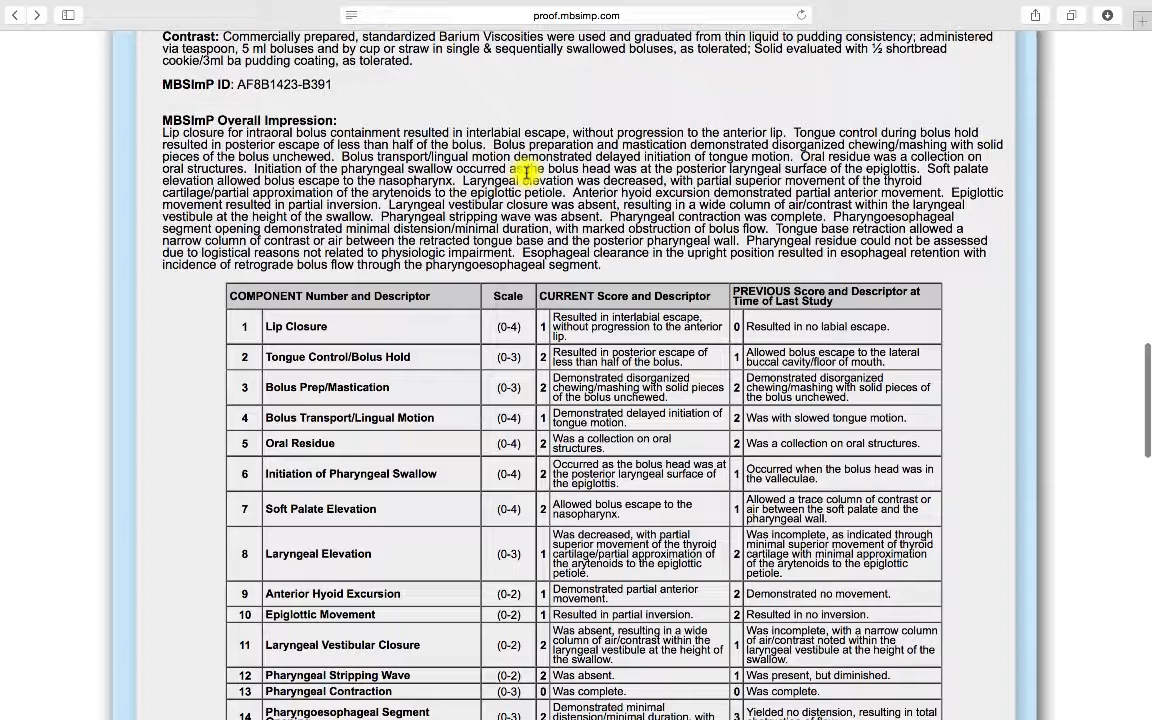 proof.mbsimp.com
Contrast: Commercially prepared, standardized Barium Viscosities were used and graduated from thin liquid to pudding consistency; administered
via teaspoon, 5 ml boluses and by cup or straw in single & sequentially swallowed boluses, as tolerated; Solid evaluated with ½ shortbread
cookie/3ml ba pudding coating, as tolerated.
MBSImP ID: AF8B1423-B391
MBSImP Overall Impression:
Lip closure for intraoral bolus containment resulted in interlabial escape, without progression to the anterior lip. Tongue control during bolus hold
resulted in posterior escape of less than half of the bolus. Bolus preparation and mastication demonstrated disorganized chewing/mashing with solid
pieces of the bolus unchewed. Bolus transport/lingual motion demonstrated delayed initiation of tongue motion. Oral residue was a collection on
oral structures. Initiation of the pharyngeal swallow occurred as the bolus head was at the posterior laryngeal surface of the epiglottis. Soft palate
elevation allowed bolus escape to the nasopharynx. Laryngeal elevation was decreased, with partial superior movement of the thyroid
cartilage/partial approximation of the arytenoids to the epiglottic petiole. Anterior hyoid excursion demonstrated partial anterior movement. Epiglottic
movement resulted in partial inversion. Laryngeal vestibular closure was absent, resulting in a wide column of air/contrast within the laryngeal
vestibule at the height of the swallow. Pharyngeal stripping wave was absent. Pharyngeal contraction was complete. Pharyngoesophageal
segment opening demonstrated minimal distension/minimal duration, with marked obstruction of bolus flow. Tongue base retraction allowed a
narrow column of contrast or air between the retracted tongue base and the posterior pharyngeal wall. Pharyngeal residue could not be assessed
due to logistical reasons not related to physiologic impairment. Esophageal clearance in the upright position resulted in esophageal retention with
incidence of retrograde bolus flow through the pharyngoesophageal segment.
COMPONENT Number and Descriptor Scale CURRENT Score and Descriptor PREVIOUS Score and Descriptor at
Time of Last Study
1 Lip Closure (0-4) 1 Resulted in interlabial escape,
without progression to the anterior
lip.
0 Resulted in no labial escape.
2 Tongue Control/Bolus Hold (0-3) 2 Resulted in posterior escape of
less than half of the bolus.
1 Allowed bolus escape to the lateral
buccal cavity/floor of mouth.
3 Bolus Prep/Mastication (0-3) 2 Demonstrated disorganized
chewing/mashing with solid pieces
of the bolus unchewed.
2 Demonstrated disorganized
chewing/mashing with solid pieces of
the bolus unchewed.
4 Bolus Transport/Lingual Motion (0-4) 1 Demonstrated delayed initiation of
tongue motion.
2 Was with slowed tongue motion.
5 Oral Residue (0-4) 2 Was a collection on oral
structures.
2 Was a collection on oral structures.
6 Initiation of Pharyngeal Swallow (0-4) 2 Occurred as the bolus head was at
the posterior laryngeal surface of
the epiglottis.
1 Occurred when the bolus head was in
the valleculae.
7 Soft Palate Elevation (0-4) 2 Allowed bolus escape to the
nasopharynx.
1 Allowed a trace column of contrast or
air between the soft palate and the
pharyngeal wall.
8 Laryngeal Elevation (0-3) 1 Was decreased, with partial
superior movement of the thyroid
cartilage/partial approximation of
the arytenoids to the epiglottic
petiole.
2 Was incomplete, as indicated through
minimal superior movement of thyroid
cartilage with minimal approximation
of the arytenoids to the epiglottic
petiole.
9 Anterior Hyoid Excursion (0-2) 1 Demonstrated partial anterior
movement.
2 Demonstrated no movement.
10 Epiglottic Movement (0-2) 1 Resulted in partial inversion. 2 Resulted in no inversion.
11 Laryngeal Vestibular Closure (0-2) 2 Was absent, resulting in a wide
column of air/contrast within the
laryngeal vestibule at the height of
the swallow.
1 Was incomplete, with a narrow column
of air/contrast noted within the
laryngeal vestibule at the height of the
swallow.
12 Pharyngeal Stripping Wave (0-2) 2 Was absent. 1 Was present, but diminished.
13 Pharyngeal Contraction (0-3) 0 Was complete. 0 Was complete.
14 Pharyngoesophageal Segment (0-3) 2 Demonstrated minimal
distension/minimal duration, with
3 Yielded no distension, resulting in total